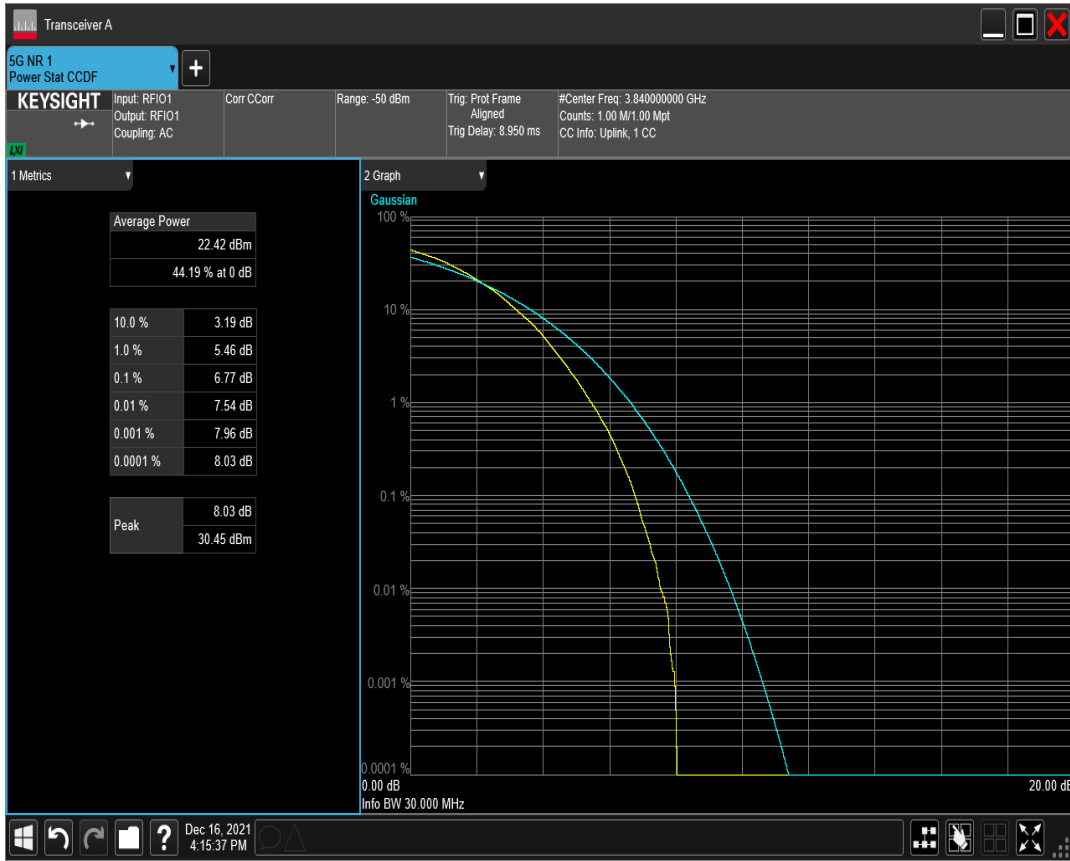 Transceiver A
5G NR 1
Power Stat CCDF
KEYSIGHT
LXI
Input: RFIO1
Output: RFIO1
Coupling: AC
Corr CCorr
Range: -50 dBm
Trig: Prot Frame
Aligned
Trig Delay: 8.950 ms
#Center Freq: 3.840000000 GHz
Counts: 1.00 M/1.00 Mpt
CC Info: Uplink, 1 CC
1 Metrics
Average Power
22.42 dBm
44.19 % at 0 dB
10.0 % 3.19 dB
1.0 % 5.46 dB
0.1 % 6.77 dB
0.01 % 7.54 dB
0.001 % 7.96 dB
0.0001 % 8.03 dB
Peak
8.03 dB
30.45 dBm
2 Graph
Gaussian
100 %
10 %
1 %
0.1 %
0.01 %
0.001 %
0.0001 %
0.00 dB 20.00 dB
Info BW 30.000 MHz
?
Dec 16, 2021
4:15:37 PM